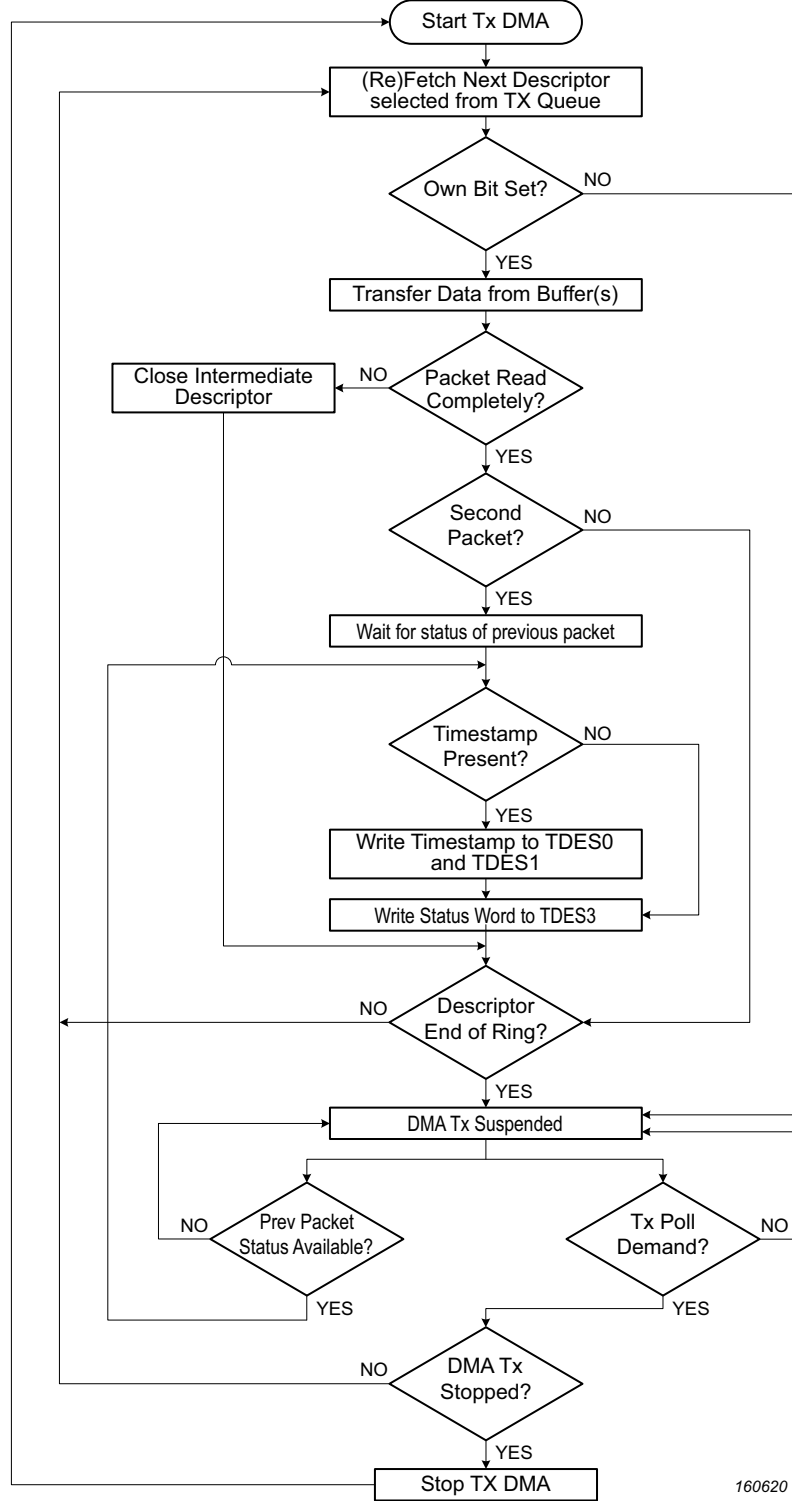 Start Tx DMA
(Re)Fetch Next Descriptor
selected from TX Queue
Own Bit Set?
NO
YES
Transfer Data from Buffer(s)
Close Intermediate
Descriptor
NO
Packet Read
Completely?
YES
Second
Packet?
NO
YES
Wait for status of previous packet
Timestamp
Present?
NO
YES
Write Timestamp to TDES0
and TDES1
Write Status Word to TDES3
NO
Descriptor
End of Ring?
YES
DMA Tx Suspended
NO
Prev Packet
Status Available?
YES
Tx Poll
Demand?
NO
YES
NO
DMA Tx
Stopped?
YES
Stop TX DMA
160620